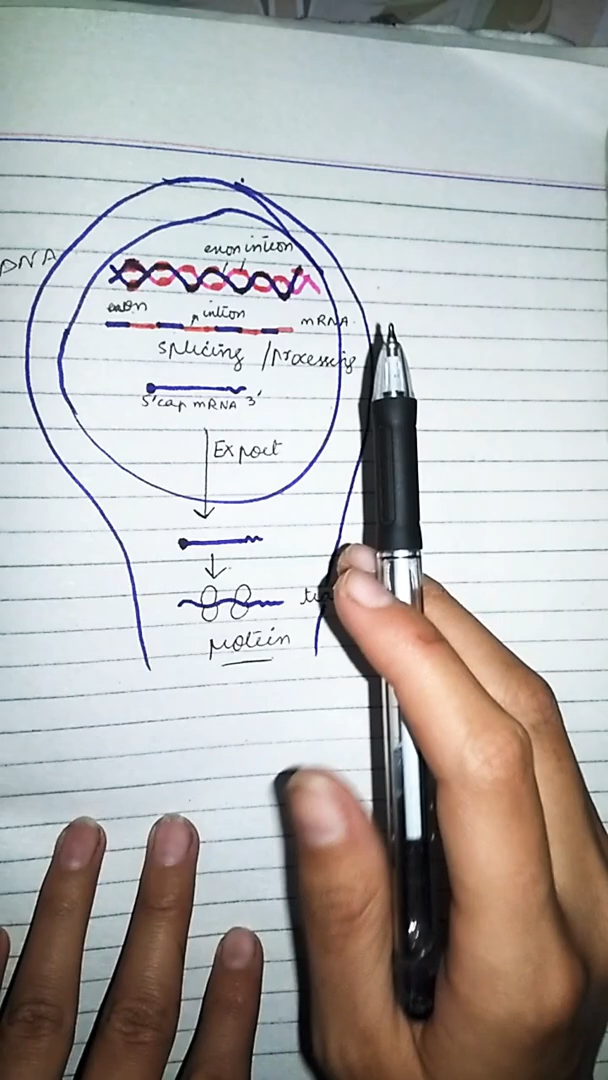 exon intron
DNA
exon intron
mRNA
splicing /processing
5'cap mRNA 3'
Export
protein